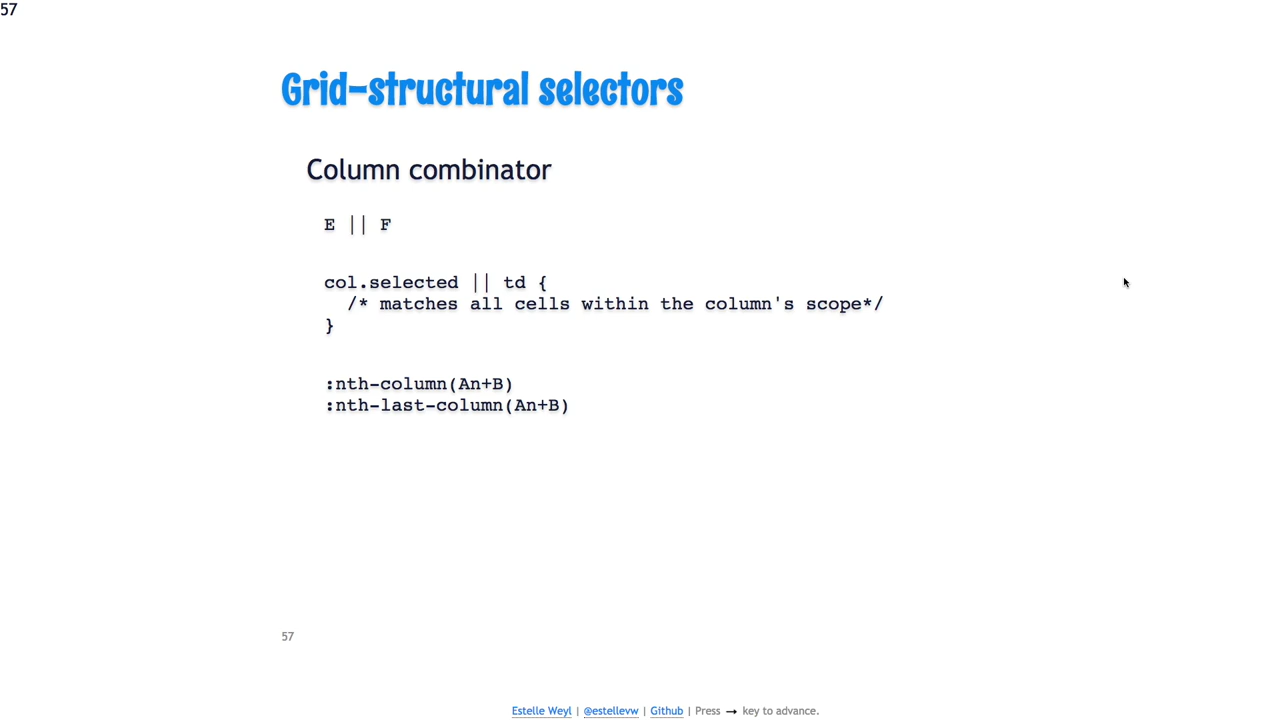 57
Grid-structural selectors
Column combinator
E || F
col.selected || td {
/* matches all cells within the column's scope*/
}
:nth-column(An+B)
:nth-last-column(An+B)
57
Estelle Weyl | @estellevw | Github | Press → key to advance.